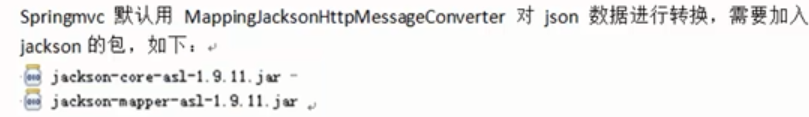 Springmvc 默认用 MappingJacksonHttpMessageConverter 对 json 数据进行转换，需要加入
jackson 的包，如下：
jackson-core-asl-1.9.11.jar
jackson-mapper-asl-1.9.11.jar